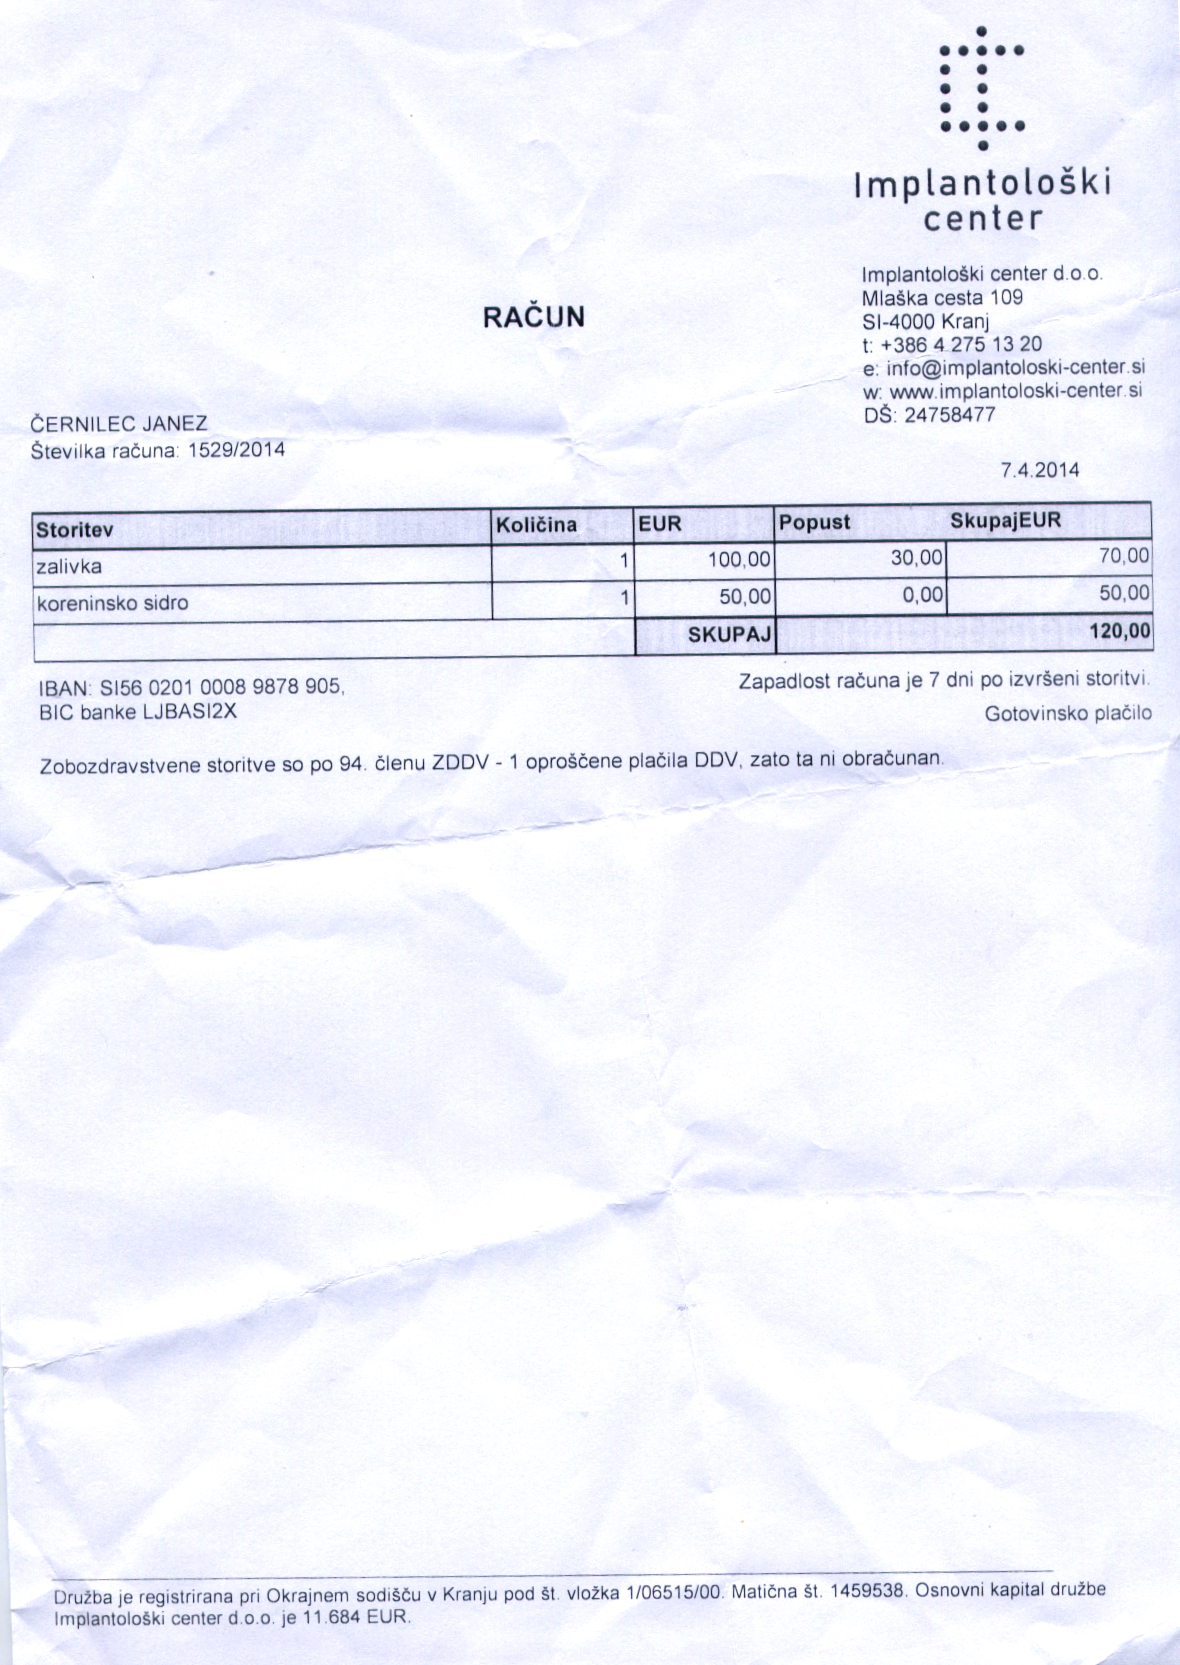 Implantološki
center
Implantološki center d.o.o.
Mlaška cesta 109
SI-4000 Kranj
t: +386 4 275 13 20
e: info@implantoloski-center.si
w: www.implantoloski-center.si
DŠ: 24758477
RAČUN
ČERNILEC JANEZ
Številka računa: 1529/2014
7.4.2014
Storitev Količina EUR Popust SkupajEUR
zalivka 1 100,00 30,00 70,00
koreninsko sidro 1 50,00 0,00 50,00
SKUPAJ 120,00
IBAN: SI56 0201 0008 9878 905,
BIC banke LJBASI2X
Zapadlost računa je 7 dni po izvršeni storitvi.
Gotovinsko plačilo
Zobozdravstvene storitve so po 94. členu ZDDV - 1 oproščene plačila DDV, zato ta ni obračunan.
Družba je registrirana pri Okrajnem sodišču v Kranju pod št. vložka 1/06515/00. Matična št. 1459538. Osnovni kapital družbe
Implantološki center d.o.o. je 11.684 EUR.